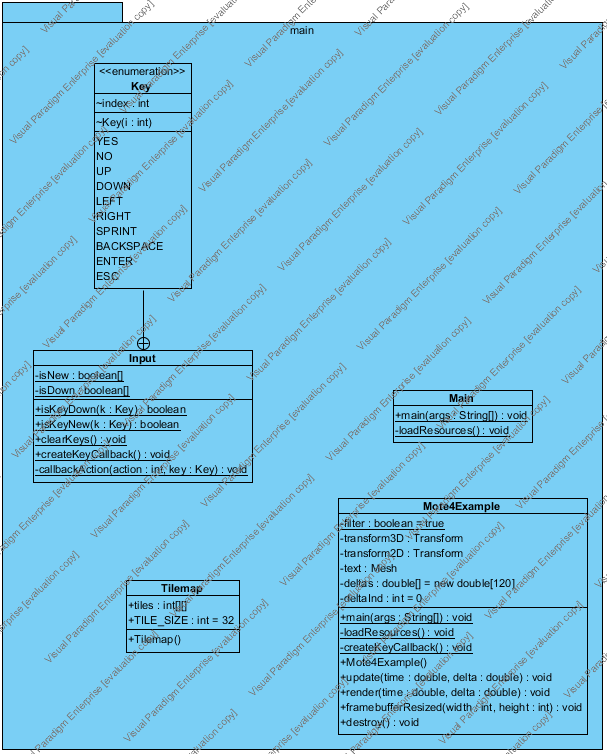 main
<<enumeration>>
Key
~index : int
~Key(i : int)
YES
NO
UP
DOWN
LEFT
RIGHT
SPRINT
BACKSPACE
ENTER
ESC
Input
-isNew : boolean[]
-isDown : boolean[]
+isKeyDown(k : Key) : boolean
+isKeyNew(k : Key) : boolean
+clearKeys() : void
+createKeyCallback() : void
-callbackAction(action : int, key : Key) : void
Main
+main(args : String[]) : void
-loadResources() : void
Mote4Example
-filter : boolean = true
-transform3D : Transform
-transform2D : Transform
-text : Mesh
-deltas : double[] = new double[120]
-deltaInd : int = 0
+main(args : String[]) : void
-loadResources() : void
-createKeyCallback() : void
+Mote4Example()
+update(time : double, delta : double) : void
+render(time : double, delta : double) : void
+framebufferResized(width : int, height : int) : void
+destroy() : void
Tilemap
+tiles : int[][]
+TILE_SIZE : int = 32
+Tilemap()
Visual Paradigm Enterprise [evaluation copy]